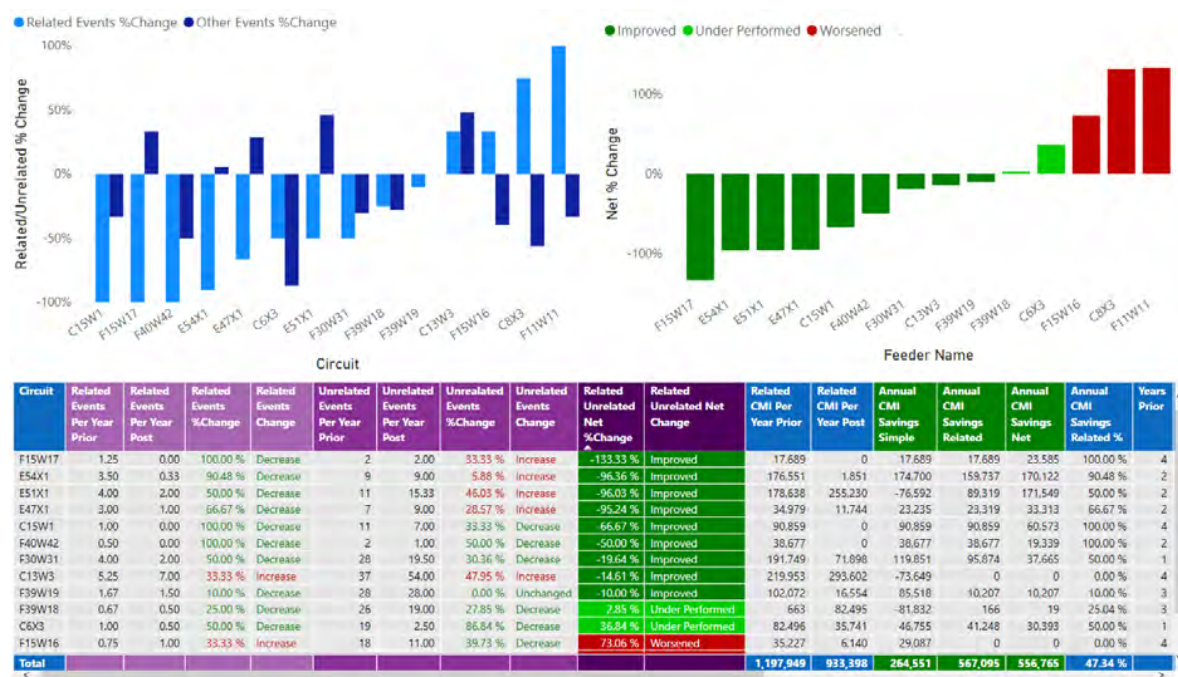 Related Events %Change Other Events %Change
Related/Unrelated % Change
100%
50%
0%
-50%
-100%
C15W1 F15W17 F40W42 E54X1 E47X1 C6X3 E51X1 F30W31 F39W18 F39W19 C13W3 F15W16 C8X3 F11W11
Circuit
Improved Under Performed Worsened
Net % Change
100%
0%
-100%
F15W17 E54X1 E51X1 E47X1 C15W1 F40W42 F30W31 C13W3 F39W19 F39W18 C6X3 F15W16 C8X3 F11W11
Feeder Name
Circuit Related Events Per Year Prior Related Events Per Year Post Related Events %Change Related Events Change Unrelated Events Per Year Prior Unrelated Events Per Year Post Unrealated Events %Change Unrelated Events Change Related Unrelated Net %Change Related Unrelated Net Change Related CMI Per Year Prior Related CMI Per Year Post Annual CMI Savings Simple Annual CMI Savings Related Annual CMI Savings Net Annual CMI Savings Related % Years Prior
F15W17 1.25 0.00 100.00 % Decrease 2 2.00 33.33 % Increase -133.33 % Improved 17.689 0 17.689 17.689 23.585 100.00 % 4
E54X1 3.50 0.33 90.48 % Decrease 9 9.00 5.88 % Increase -96.36 % Improved 176.551 1.851 174.700 159.737 170.122 90.48 % 2
E51X1 4.00 2.00 50.00 % Decrease 11 15.33 46.03 % Increase -96.03 % Improved 178.638 255.230 -76.592 89.319 171.549 50.00 % 2
E47X1 3.00 1.00 66.67 % Decrease 7 9.00 28.57 % Increase -95.24 % Improved 34.979 11.744 23.235 23.319 33.313 66.67 % 2
C15W1 1.00 0.00 100.00 % Decrease 11 7.00 33.33 % Decrease -66.67 % Improved 90.859 0 90.859 90.859 60.573 100.00 % 4
F40W42 0.50 0.00 100.00 % Decrease 2 1.00 50.00 % Decrease -50.00 % Improved 38.677 0 38.677 38.677 19.339 100.00 % 2
F30W31 4.00 2.00 50.00 % Decrease 28 19.50 30.36 % Decrease -19.64 % Improved 191.749 71.898 119.851 95.874 37.665 50.00 % 1
C13W3 5.25 7.00 33.33 % Increase 37 54.00 47.95 % Increase -14.61 % Improved 219.953 293.602 -73.649 0 0 0.00 % 4
F39W19 1.67 1.50 10.00 % Decrease 28 28.00 0.00 % Unchanged -10.00 % Improved 102.072 16.554 85.518 10.207 10.207 10.00 % 3
F39W18 0.67 0.50 25.00 % Decrease 26 19.00 27.85 % Decrease 2.85 % Under Performed 663 82.495 -81.832 166 19 25.04 % 3
C6X3 1.00 0.50 50.00 % Decrease 19 2.50 86.84 % Decrease 36.84 % Under Performed 82.496 35.741 46.755 41.248 30.393 50.00 % 1
F15W16 0.75 1.00 33.33 % Increase 18 11.00 39.73 % Decrease 73.06 % Worsened 35.227 6.140 29.087 0 0 0.00 % 4
Total 1,197,949 933,398 264,551 567,095 556,765 47.34 %